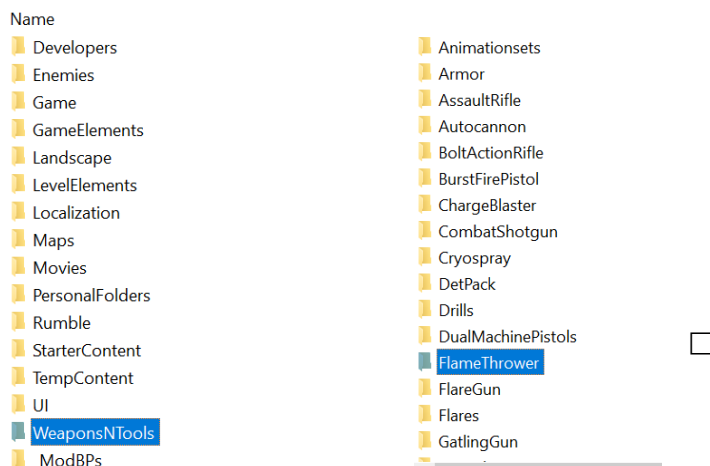 Name
Developers
Enemies
Game
GameElements
Landscape
LevelElements
Localization
Maps
Movies
PersonalFolders
Rumble
StarterContent
TempContent
UI
WeaponsNTools
_ModBPs
Animationsets
Armor
AssaultRifle
Autocannon
BoltActionRifle
BurstFirePistol
ChargeBlaster
CombatShotgun
Cryospray
DetPack
Drills
DualMachinePistols
FlameThrower
FlareGun
Flares
GatlingGun